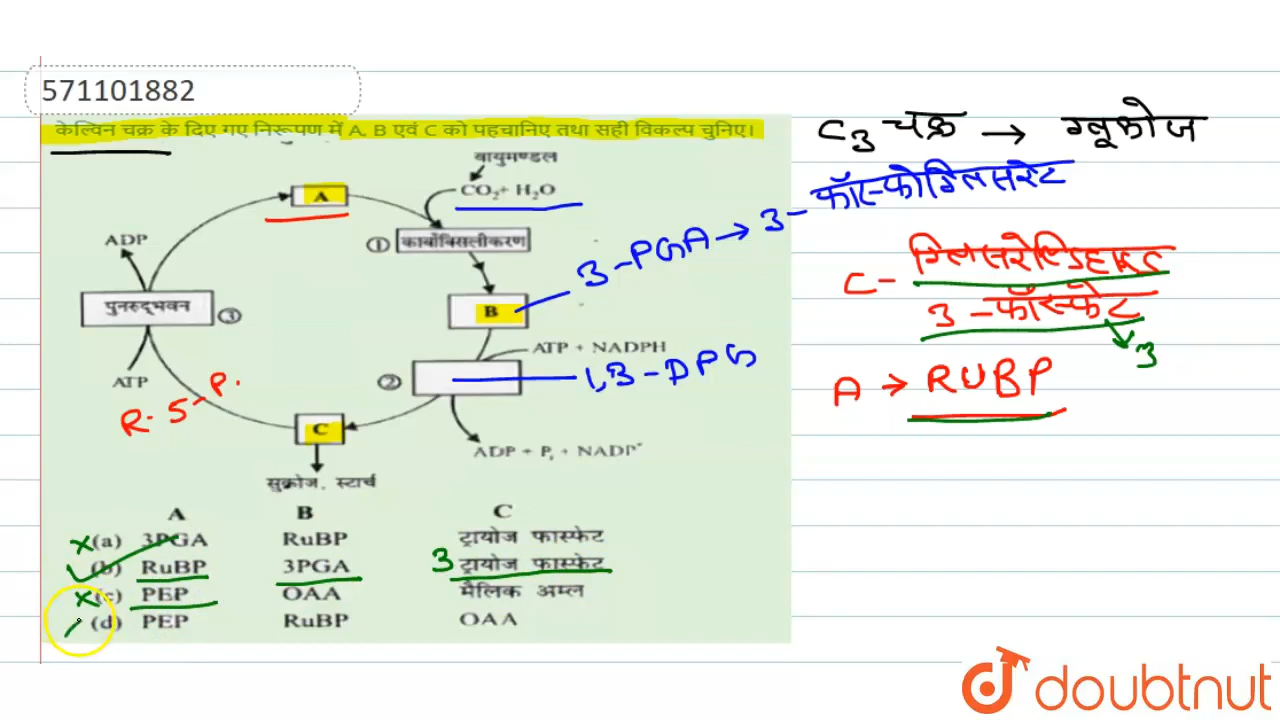 571101882
केल्विन चक्र के दिए गए निरूपण में A, B एवं C को पहचानिए तथा सही विकल्प चुनिए।
C3 चक्र → ग्लूकोज
वायुमण्डल
CO2+ H2O
A
3-PGA → 3-फॉस्फोग्लिसरेट
ADP
① कार्बोक्सिलीकरण
C- ग्लिसरेल्डिहाइड
3-फॉस्फेट
3
पुनरुद्भवन ③
B
ATP + NADPH
ATP
②
1,3-DPG
A → RUBP
R. 5-P.
C
ADP + Pi + NADP+
सुक्रोज, स्टार्च
A B C
x (a) 3PGA RuBP ट्रायोज फास्फेट
(b) RuBP 3PGA 3 ट्रायोज फास्फेट
x (c) PEP OAA मैलिक अम्ल
(d) PEP RuBP OAA
doubtnut